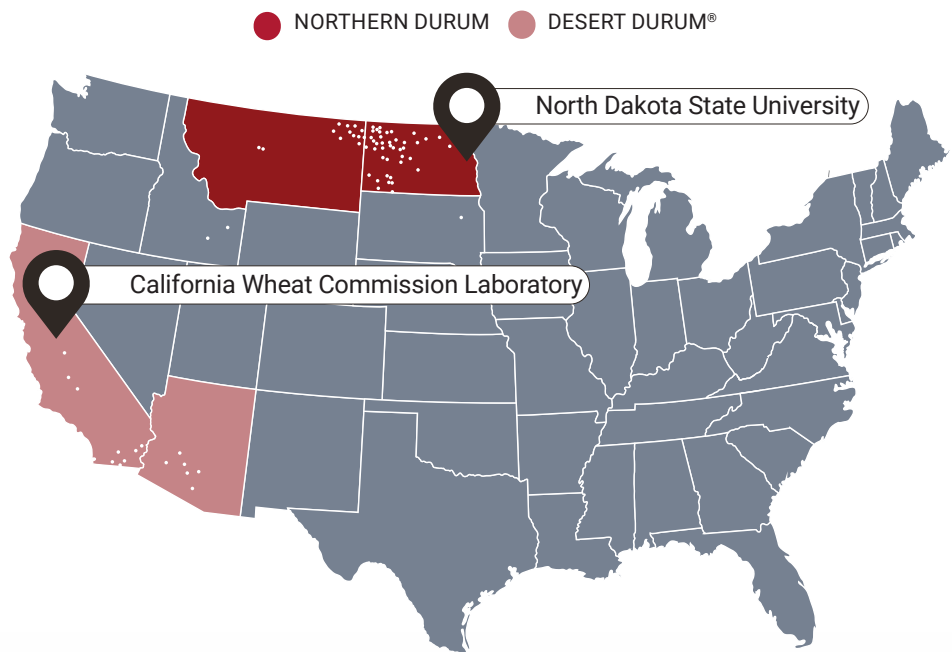 NORTHERN DURUM DESERT DURUM®
North Dakota State University
California Wheat Commission Laboratory